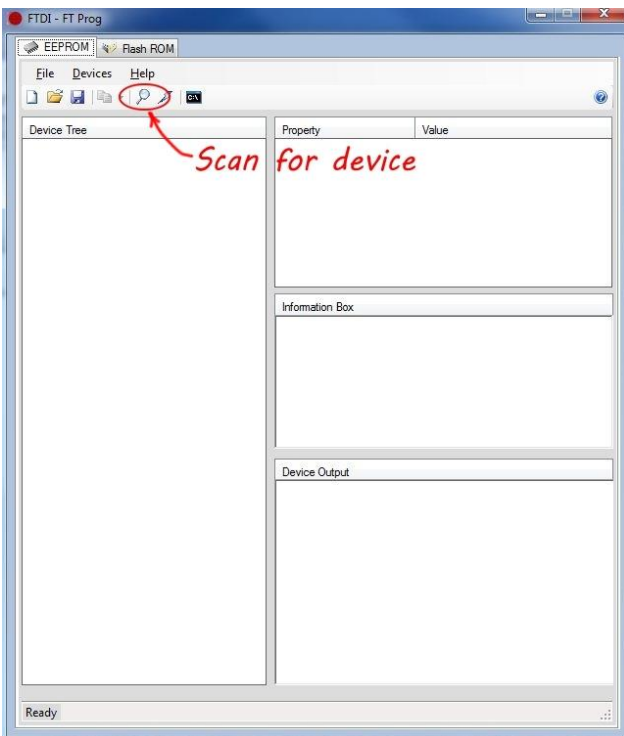 FTDI - FT Prog
EEPROM Flash ROM
File Devices Help
C:\
Device Tree
Property Value
Scan for device
Information Box
Device Output
Ready